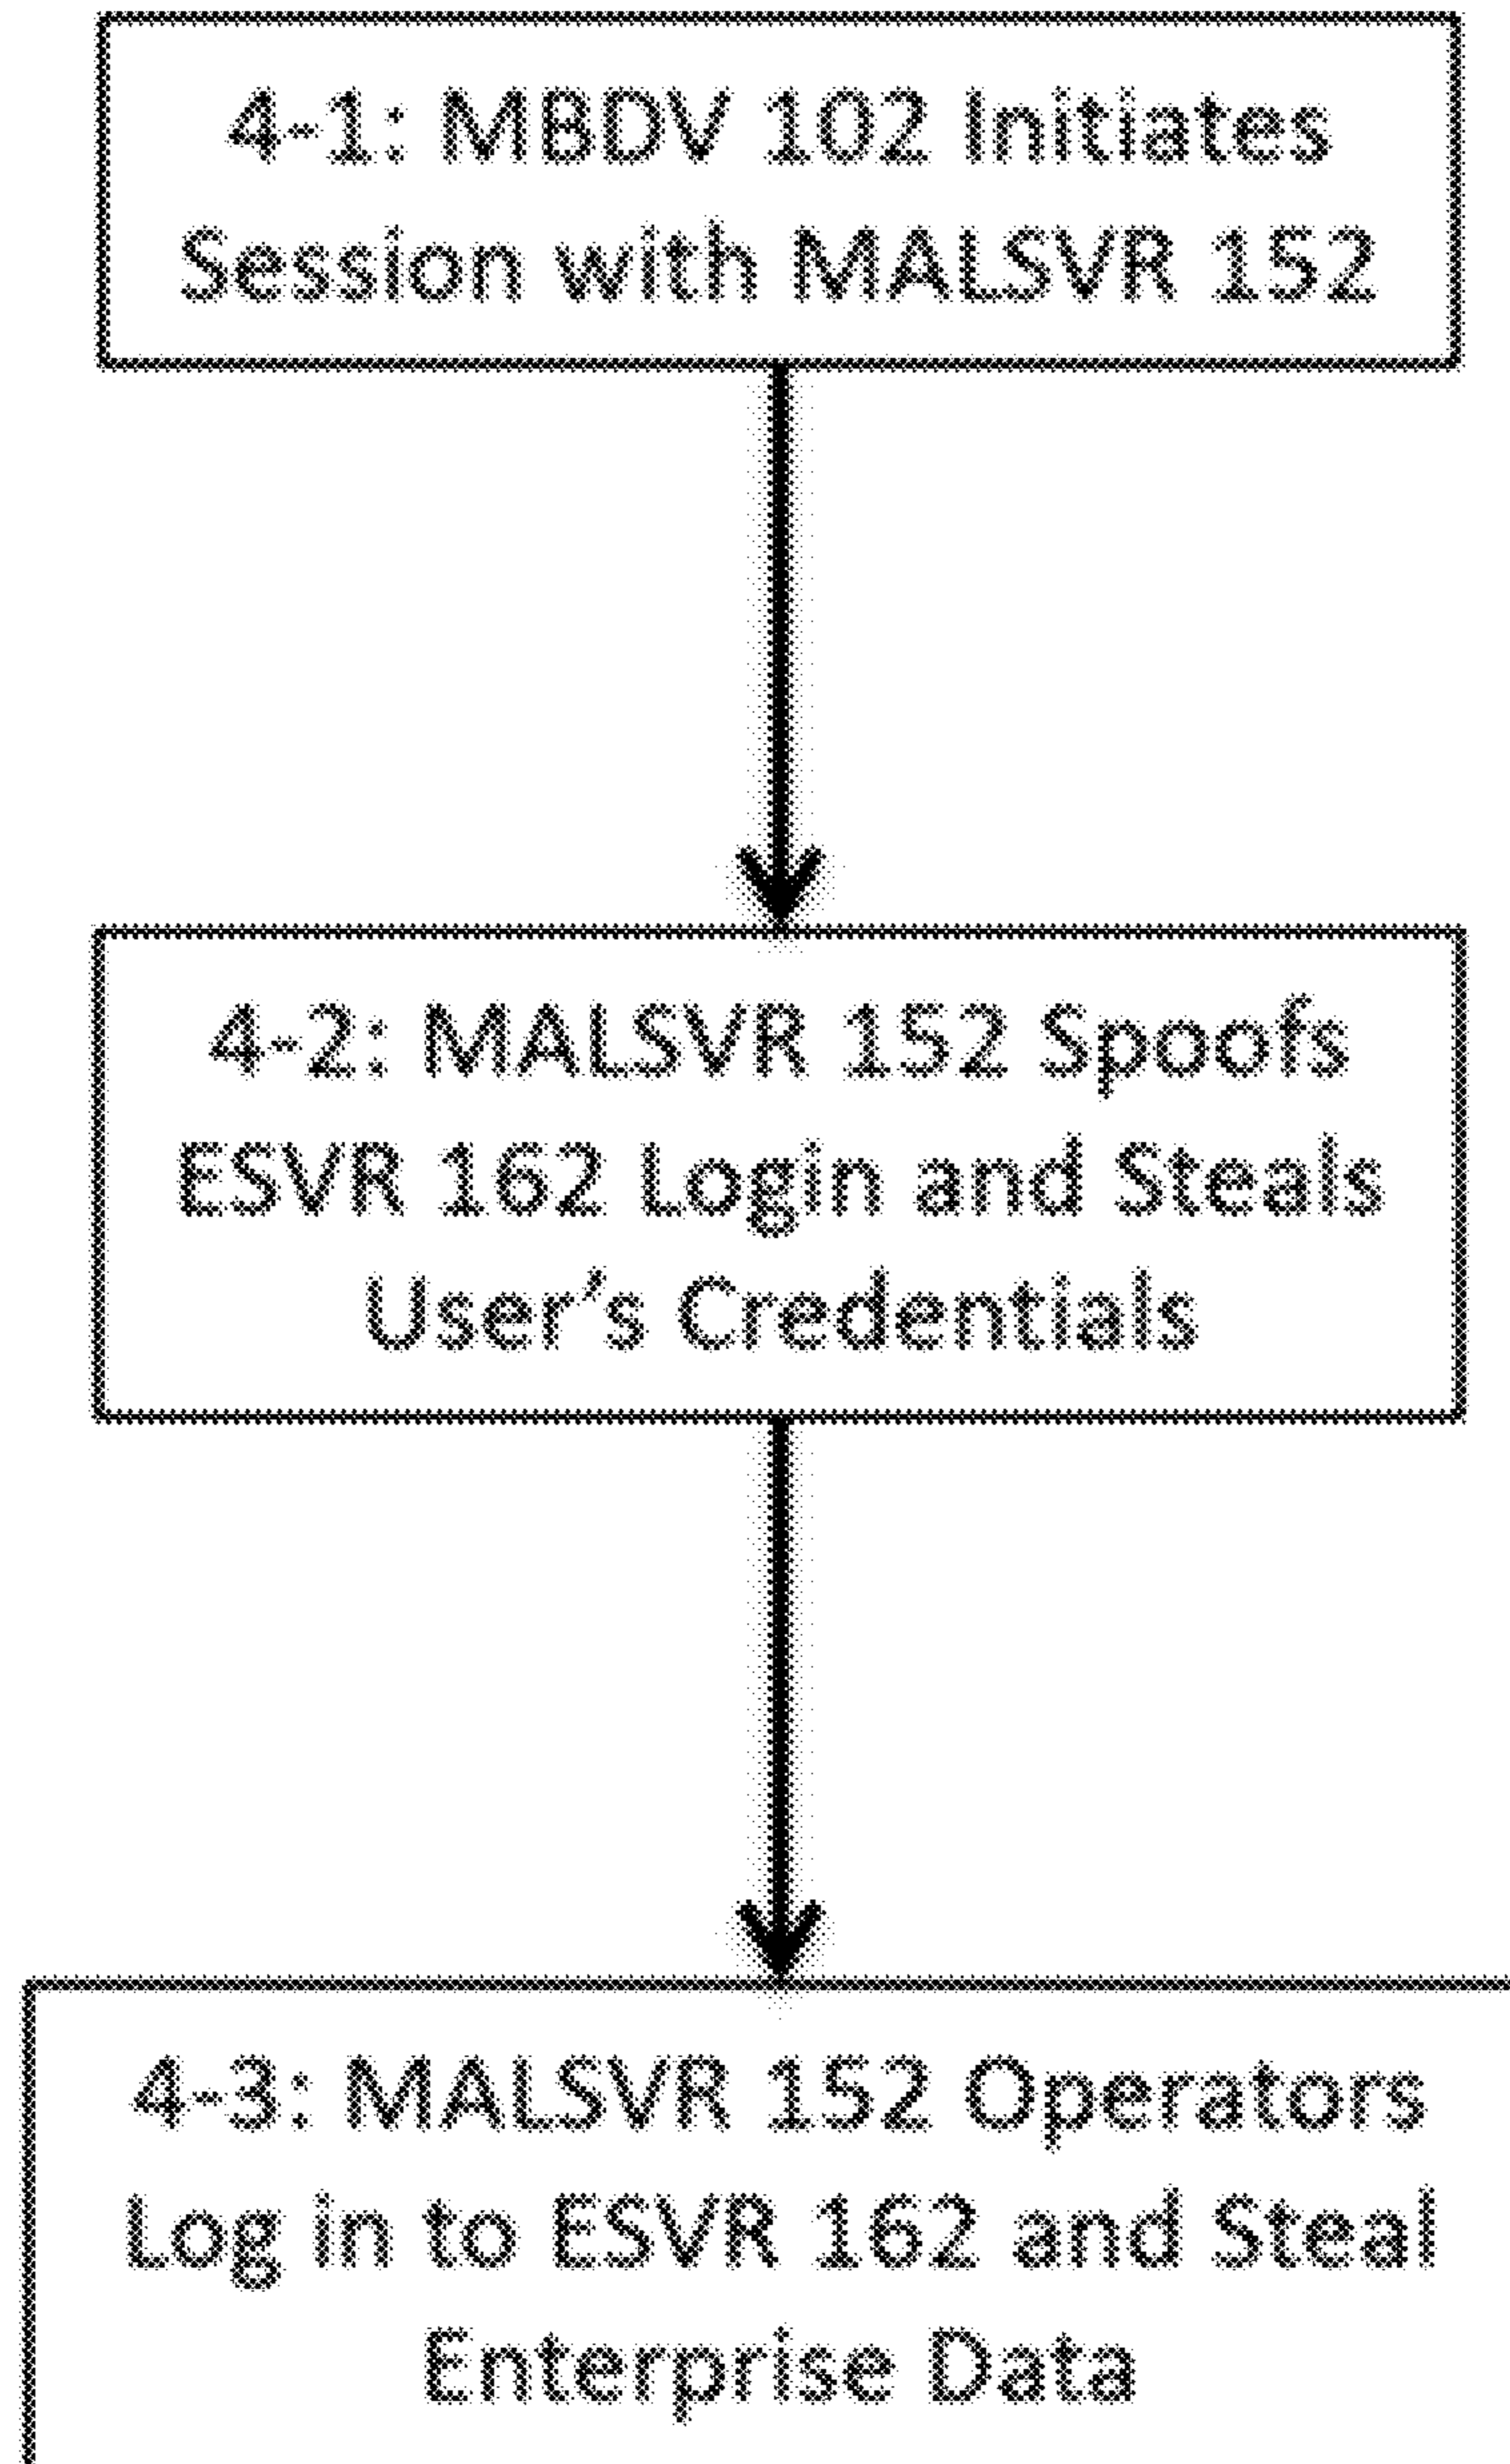 4-1: MBDV 102 Initiates
Session with MALSVR 152
4-2: MALSVR 152 Spoofs
ESVR 162 Login and Steals
User's Credentials
4-3: MALSVR 152 Operators
Log in to ESVR 162 and Steal
Enterprise Data